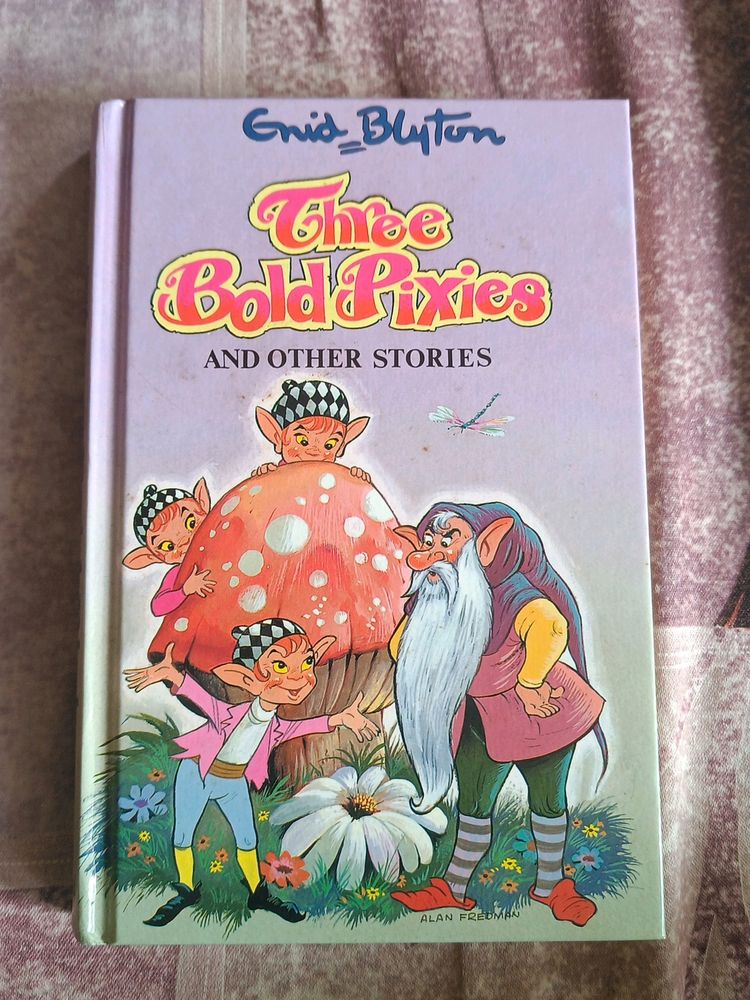 Enid Blyton
Three
Bold Pixies
AND OTHER STORIES
ALAN FREDMAN